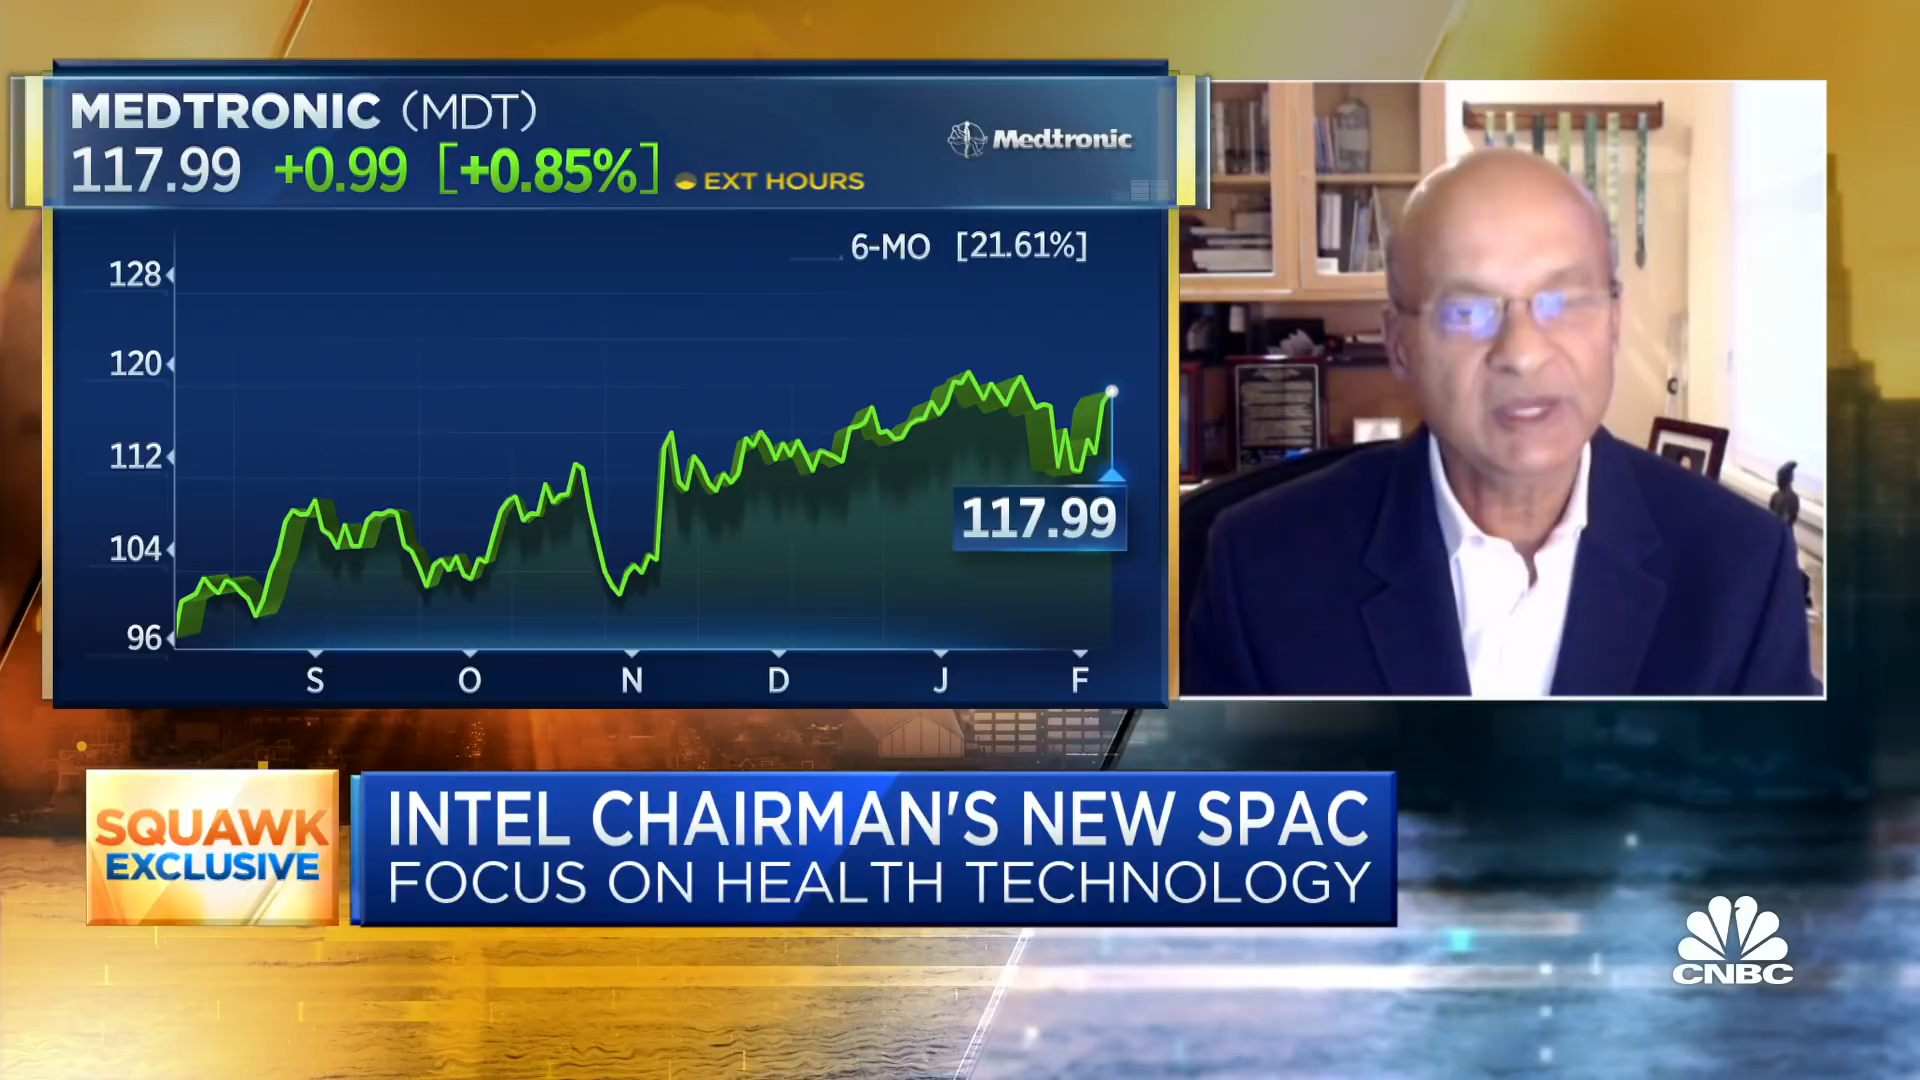 MEDTRONIC (MDT)
117.99 +0.99 [+0.85%] EXT HOURS
Medtronic
6-MO [21.61%]
128
120
112
104
96
117.99
S O N D J F
SQUAWK
EXCLUSIVE
INTEL CHAIRMAN'S NEW SPAC
FOCUS ON HEALTH TECHNOLOGY
CNBC